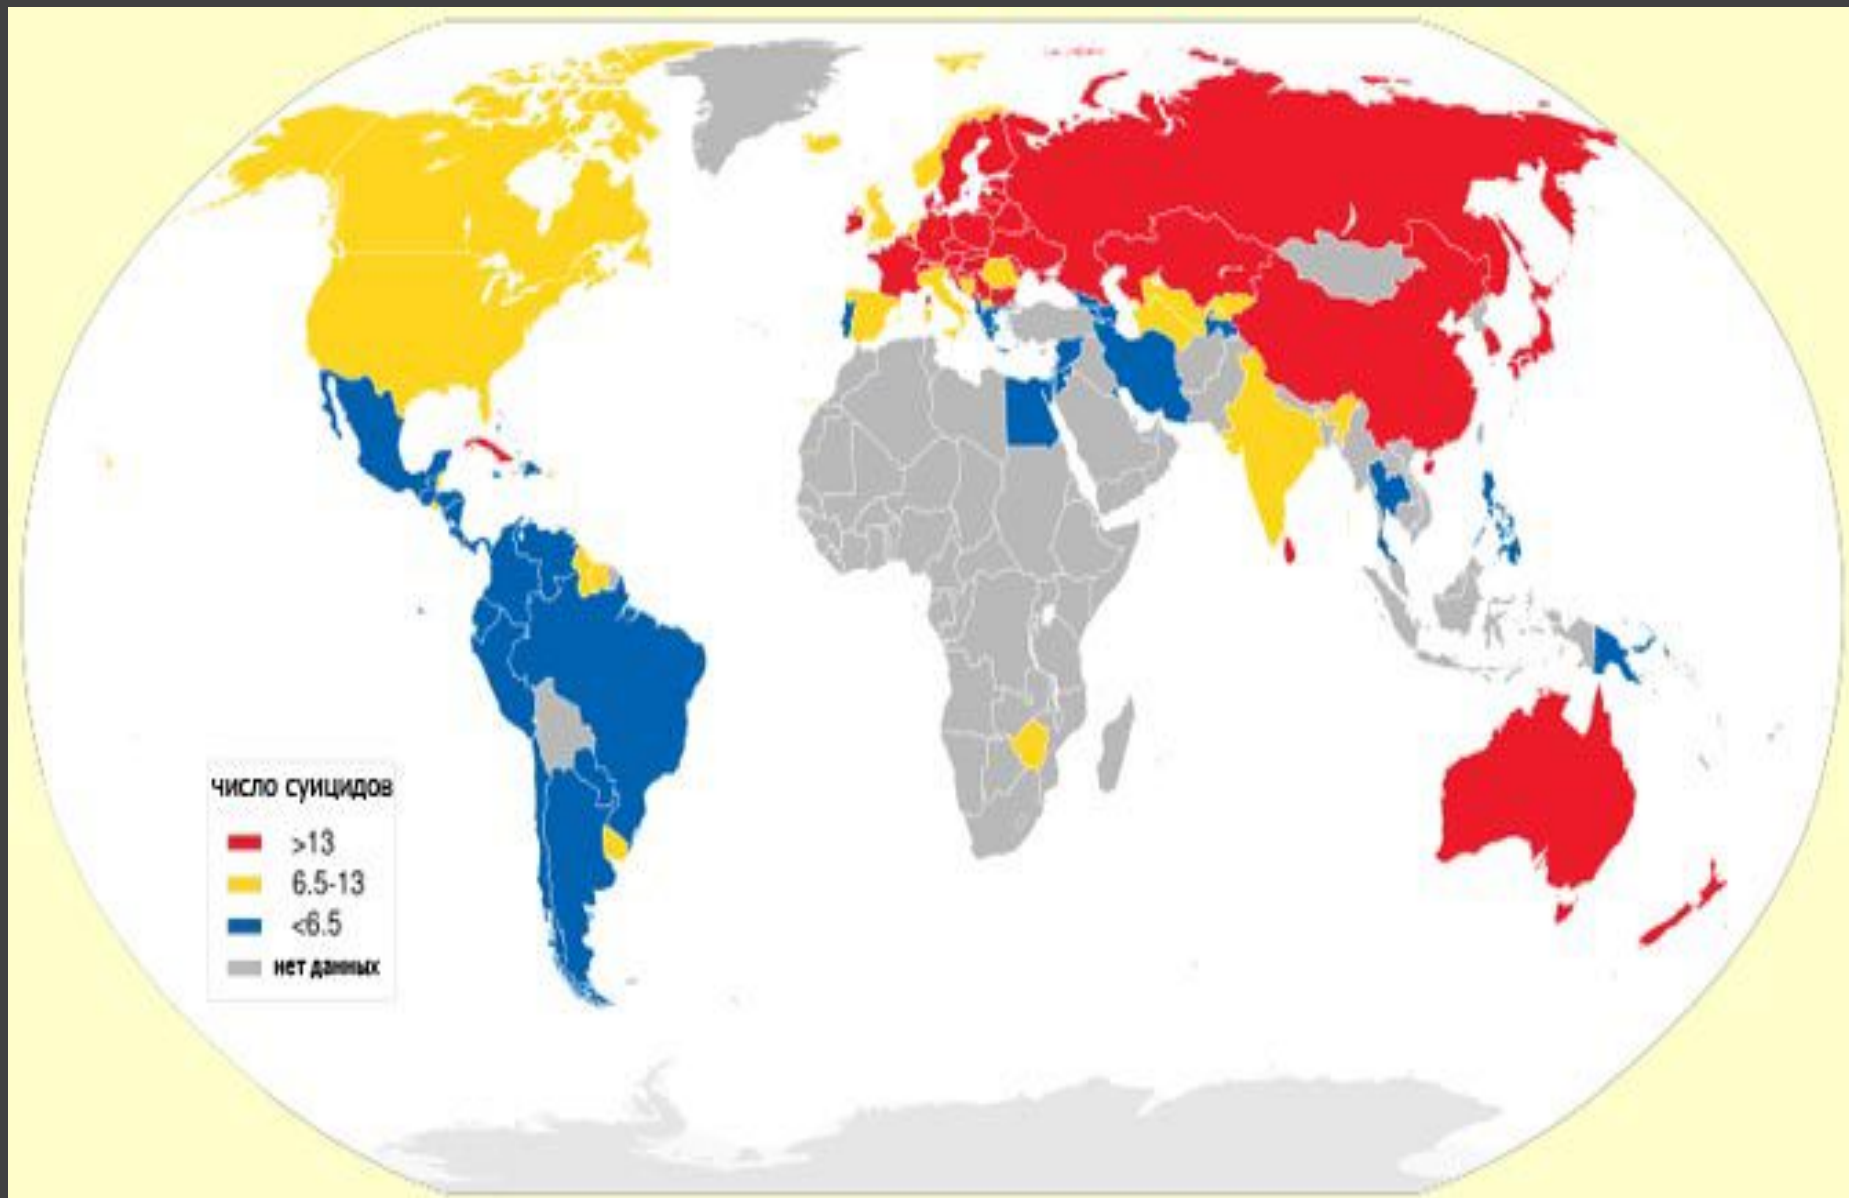 число суицидов
>13
6.5-13
<6.5
нет данных